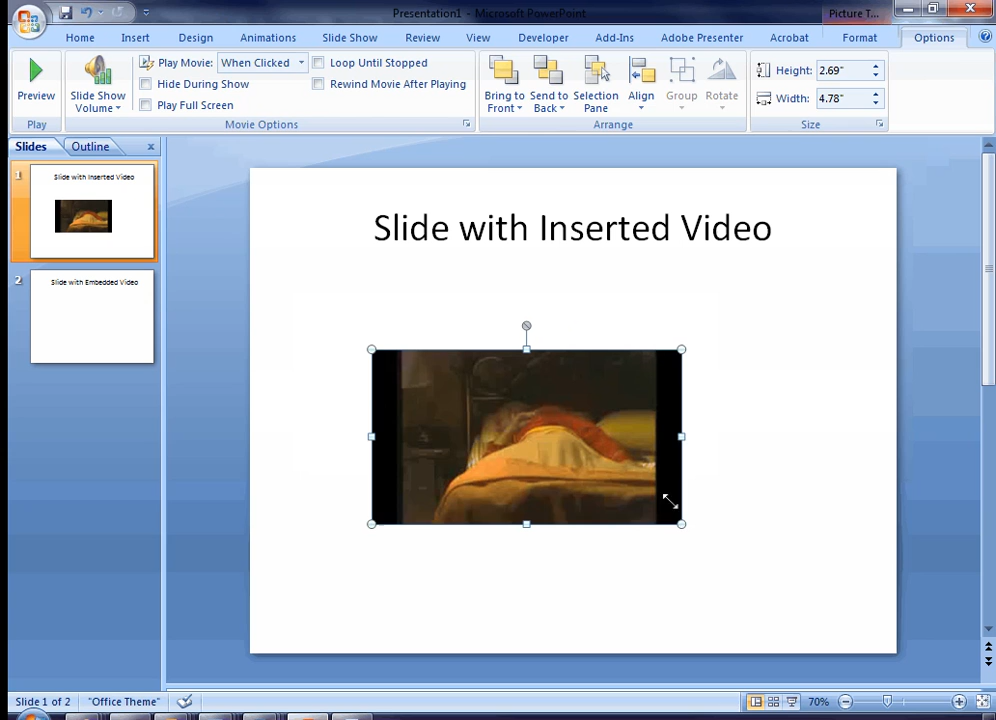 Presentation1 - Microsoft PowerPoint
Picture T...
Home Insert Design Animations Slide Show Review View Developer Add-Ins Adobe Presenter Acrobat Format Options
Preview
Play
Slide Show Volume
Play Movie: When Clicked
Hide During Show
Play Full Screen
Loop Until Stopped
Rewind Movie After Playing
Movie Options
Bring to Front
Send to Back
Selection Pane
Align
Group
Rotate
Arrange
Height: 2.69"
Width: 4.78"
Size
Slides Outline x
1
Slide with Inserted Video
2
Slide with Embedded Video
Slide with Inserted Video
Slide 1 of 2 "Office Theme" 70%